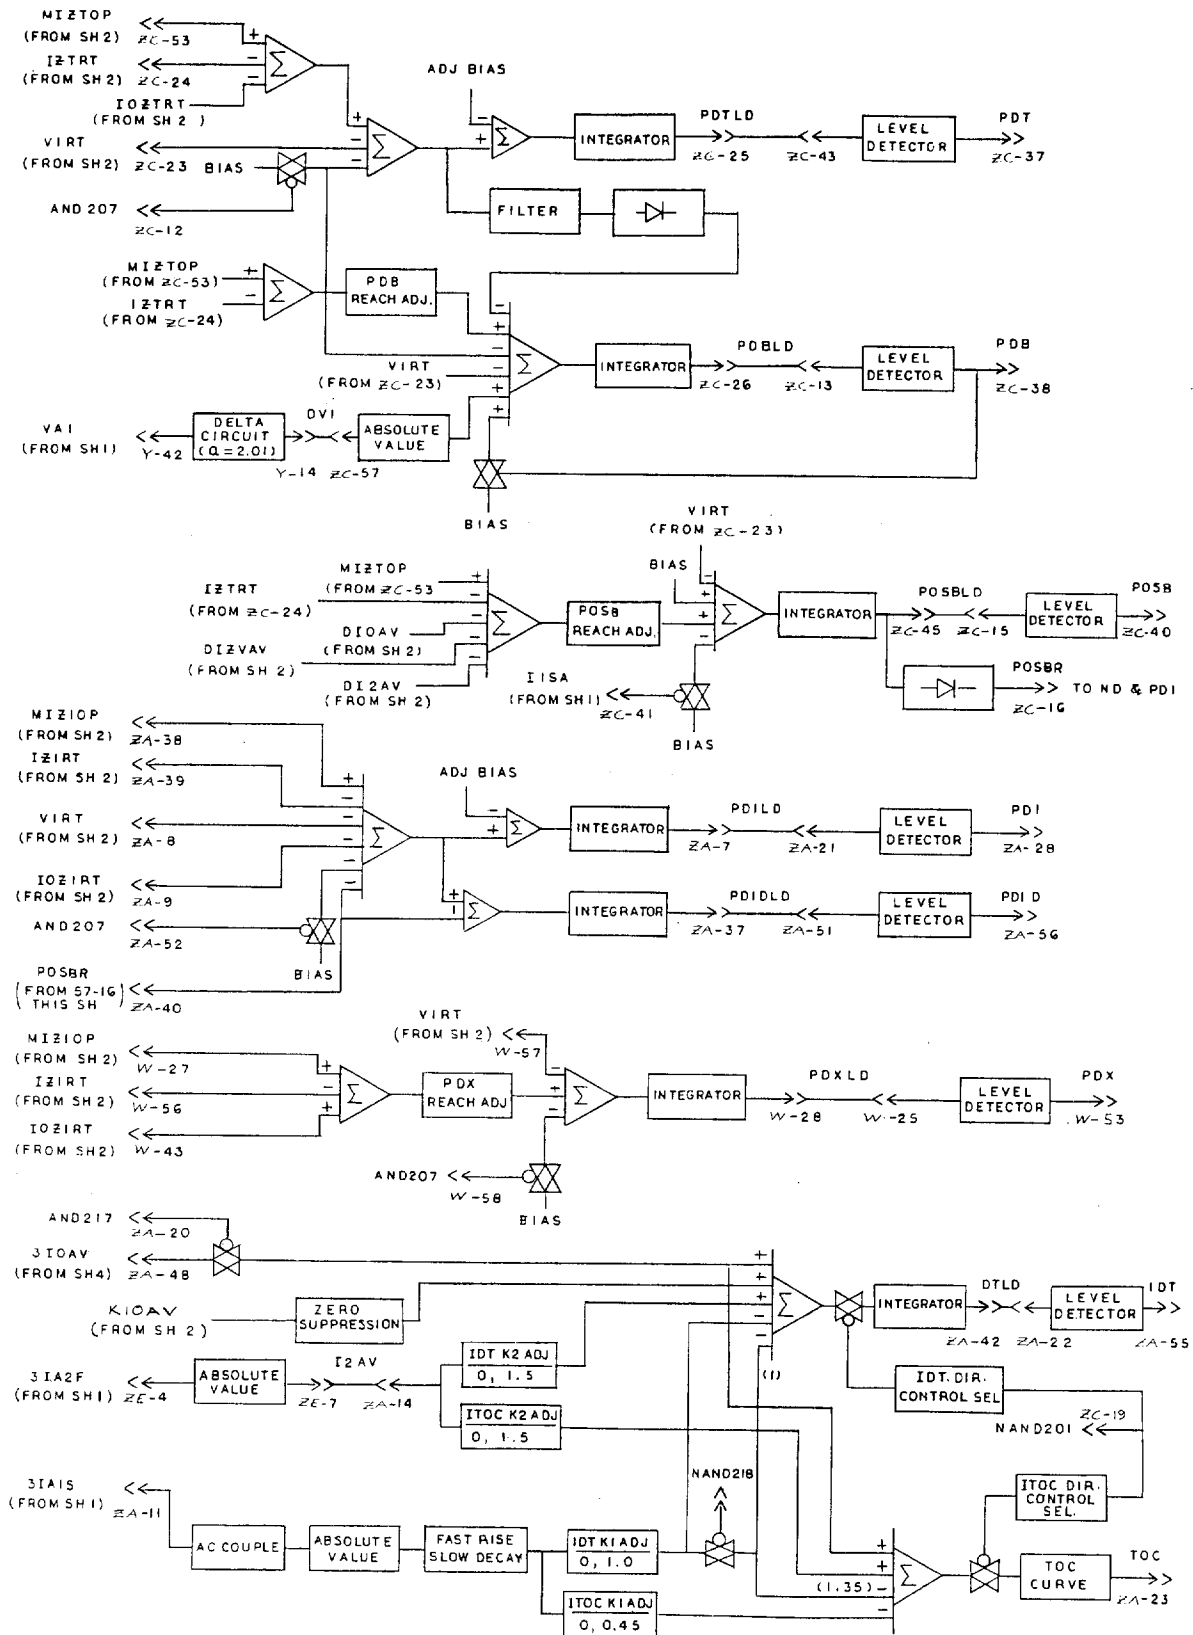 MIZTOP
(FROM SH 2)
ZC-53
IZTRT
(FROM SH 2)
ZC-24
IOZTRT
(FROM SH 2 )
VIRT
(FROM SH2)
ZC-23
BIAS
AND 207
ZC-12
ADJ BIAS
Σ
Σ
Σ
INTEGRATOR
PDTLD
ZC-25
ZC-43
LEVEL
DETECTOR
PDT
ZC-37
FILTER
MIZTOP
(FROM ZC-53)
IZTRT
(FROM ZC-24)
Σ
PDB
REACH ADJ.
VIRT
(FROM ZC-23)
Σ
INTEGRATOR
PDBLD
ZC-26
ZC-13
LEVEL
DETECTOR
PDB
ZC-38
VA1
(FROM SH1)
Y-42
DELTA
CIRCUIT
(Q=2.01)
DVI
Y-14
ZC-57
ABSOLUTE
VALUE
BIAS
VIRT
(FROM ZC-23)
MIZTOP
(FROM ZC-53
IZTRT
(FROM ZC-24)
DIOAV
(FROM SH 2)
DIZVAV
(FROM SH 2)
DI2AV
(FROM SH 2)
Σ
POSB
REACH ADJ.
BIAS
Σ
INTEGRATOR
POSBLD
ZC-45
ZC-15
LEVEL
DETECTOR
POSB
ZC-40
I1SA
(FROM SH1)
ZC-41
BIAS
POSBR
ZC-16
TO ND & PDI
MIZIOP
(FROM SH 2)
ZA-38
IZIRT
(FROM SH 2)
ZA-39
VIRT
(FROM SH 2)
ZA-8
IOZIRT
(FROM SH 2)
ZA-9
AND207
ZA-52
BIAS
POSBR
(FROM 57-16
THIS SH )
ZA-40
Σ
ADJ BIAS
Σ
INTEGRATOR
PDILD
ZA-7
ZA-21
LEVEL
DETECTOR
PDI
ZA-28
Σ
INTEGRATOR
PDIDLD
ZA-37
ZA-51
LEVEL
DETECTOR
PDI D
ZA-56
MIZIOP
(FROM SH 2)
W-27
IZIRT
(FROM SH 2)
W-56
IOZIRT
(FROM SH2)
W-43
Σ
PDX
REACH ADJ
VIRT
(FROM SH 2)
W-57
Σ
INTEGRATOR
PDXLD
W-28
W-25
LEVEL
DETECTOR
PDX
W-53
AND207
W-58
BIAS
AND217
ZA-20
3IOAV
(FROM SH4)
ZA-48
KIOAV
(FROM SH 2)
ZERO
SUPPRESSION
3IA2F
(FROM SH1)
ZE-4
ABSOLUTE
VALUE
I2AV
ZE-7
ZA-14
IDT K2 ADJ
0, 1.5
ITOC K2ADJ
0, 1.5
Σ
(1)
INTEGRATOR
DTLD
ZA-42
ZA-22
LEVEL
DETECTOR
IDT
ZA-55
IDT. DIR.
CONTROL SEL
ZC-19
NAND201
ITOC DIR.
CONTROL
SEL.
3IAIS
(FROM SH1)
ZA-11
AC COUPLE
ABSOLUTE
VALUE
FAST RISE
SLOW DECAY
IDT K1 ADJ
0, 1.0
ITOC K1 ADJ
0, 0.45
NAND218
(1.35)
Σ
TOC
CURVE
TOC
ZA-23